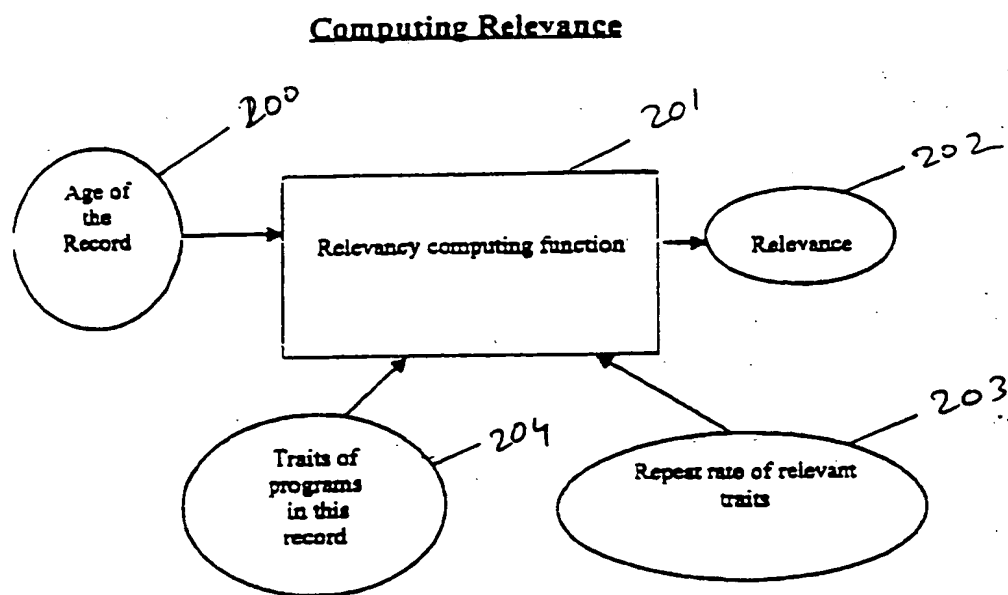 Computing Relevance
200
201
202
Age of
the
Record
Relevancy computing function
Relevance
204
203
Traits of
programs
in this
record
Repeat rate of relevant
traits